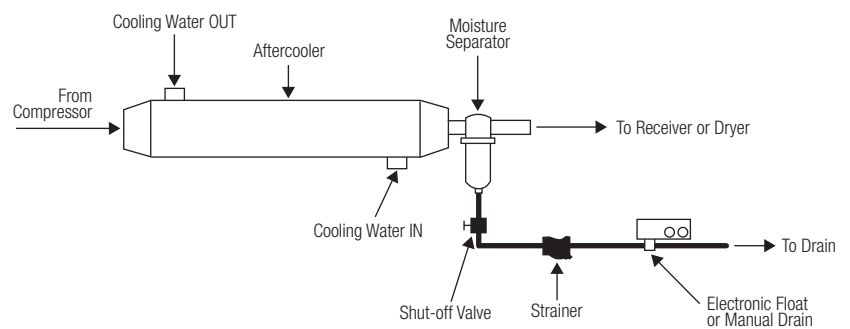 Cooling Water OUT
Aftercooler
Moisture
Separator
From
Compressor
To Receiver or Dryer
Cooling Water IN
To Drain
Shut-off Valve
Strainer
Electronic Float
or Manual Drain